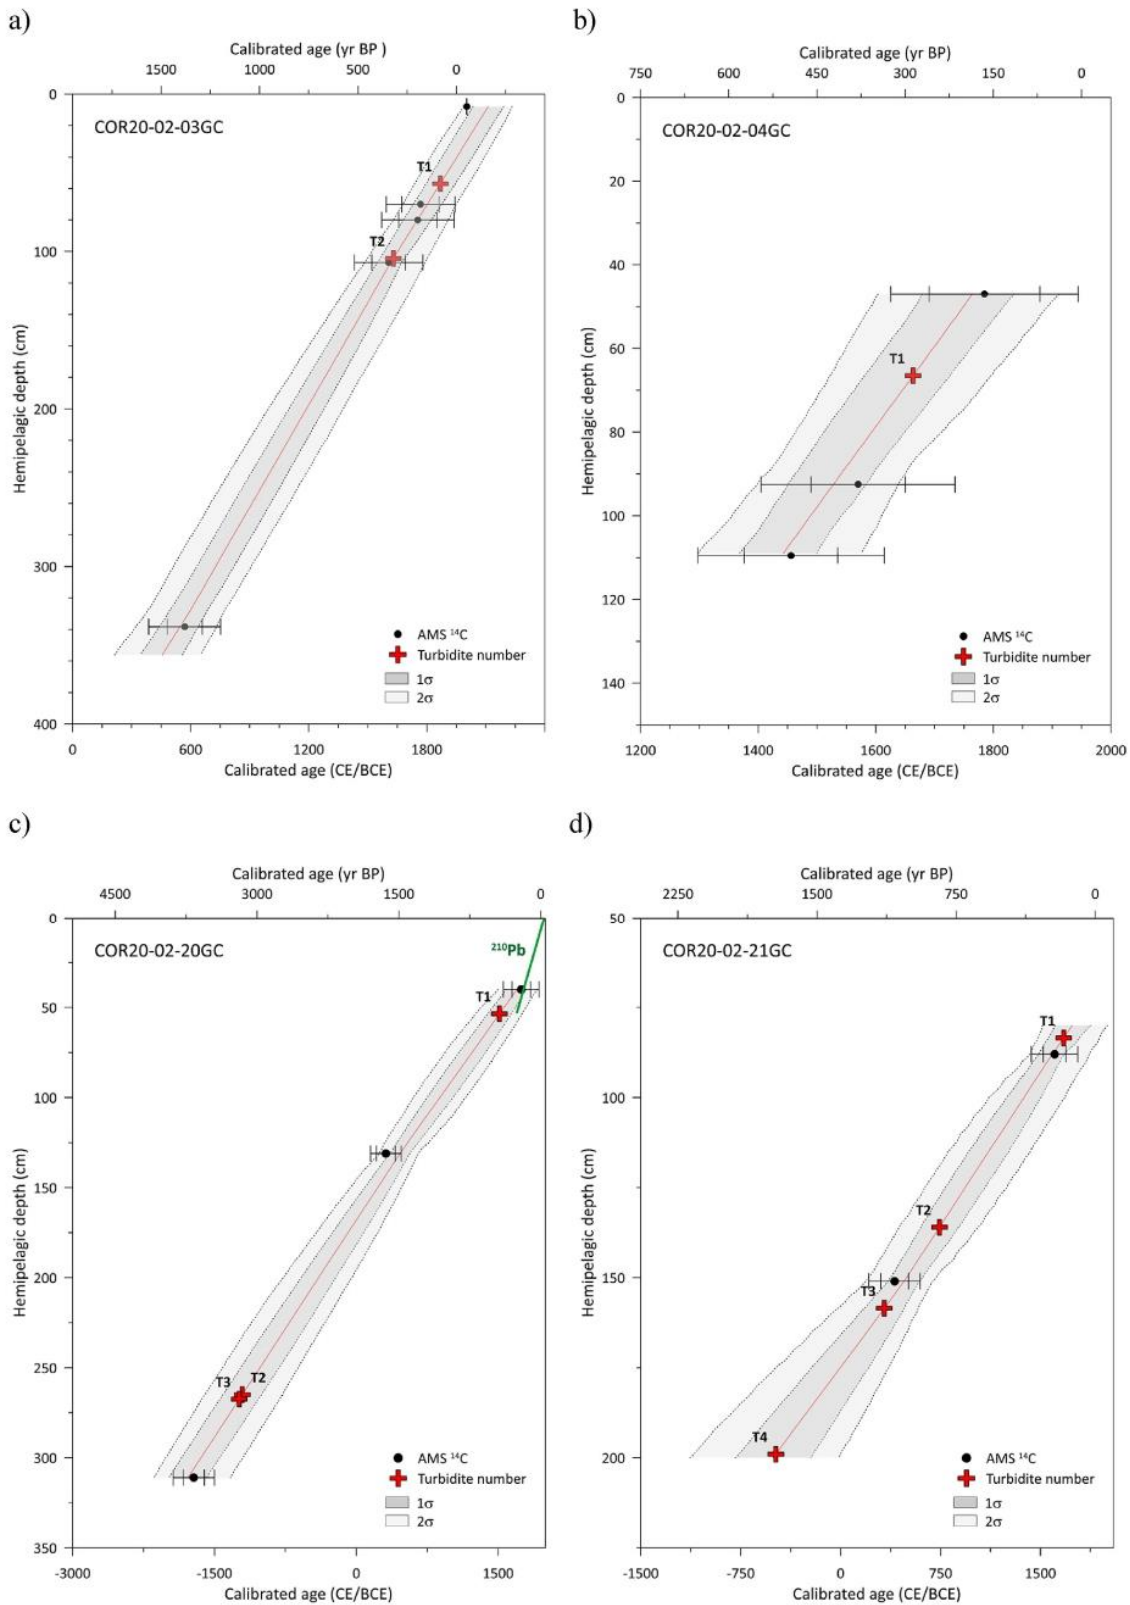 a)
Calibrated age (yr BP )
1500 1000 500 0
COR20-02-03GC
T1
T2
Hemipelagic depth (cm)
0
100
200
300
400
AMS ¹⁴C
Turbidite number
1σ
2σ
0 600 1200 1800
Calibrated age (CE/BCE)
b)
Calibrated age (yr BP)
750 600 450 300 150 0
COR20-02-04GC
T1
Hemipelagic depth (cm)
0
20
40
60
80
100
120
140
AMS ¹⁴C
Turbidite number
1σ
2σ
1200 1400 1600 1800 2000
Calibrated age (CE/BCE)
c)
Calibrated age (yr BP)
4500 3000 1500 0
COR20-02-20GC
²¹⁰Pb
T1
T3 T2
Hemipelagic depth (cm)
0
50
100
150
200
250
300
350
AMS ¹⁴C
Turbidite number
1σ
2σ
-3000 -1500 0 1500
Calibrated age (CE/BCE)
d)
Calibrated age (yr BP)
2250 1500 750 0
COR20-02-21GC
T1
T2
T3
T4
Hemipelagic depth (cm)
50
100
150
200
AMS ¹⁴C
Turbidite number
1σ
2σ
-1500 -750 0 750 1500
Calibrated age (CE/BCE)